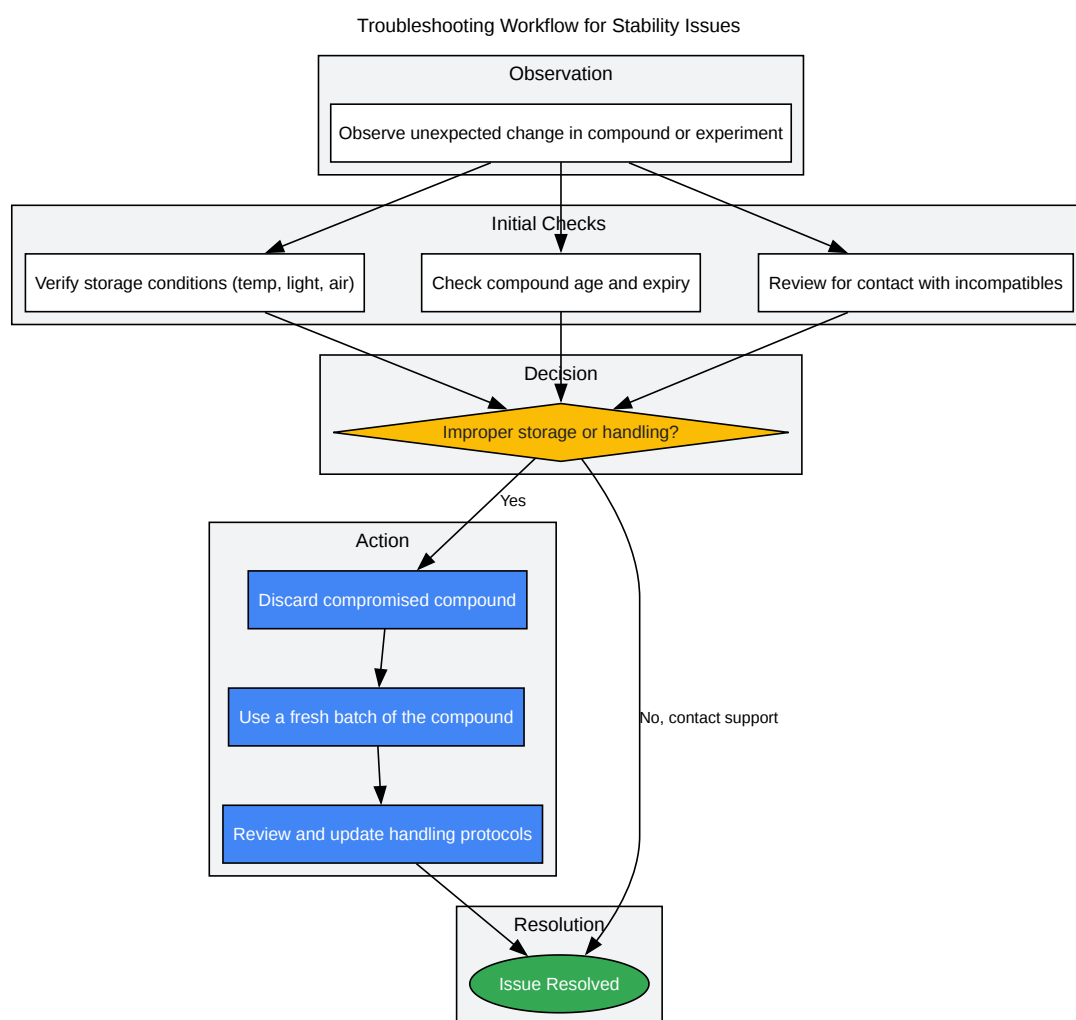 Troubleshooting Workflow for Stability Issues
Observation
Observe unexpected change in compound or experiment
Initial Checks
Verify storage conditions (temp, light, air)
Check compound age and expiry
Review for contact with incompatibles
Decision
Improper storage or handling?
Yes
Action
Discard compromised compound
Use a fresh batch of the compound
No, contact support
Review and update handling protocols
Resolution
Issue Resolved